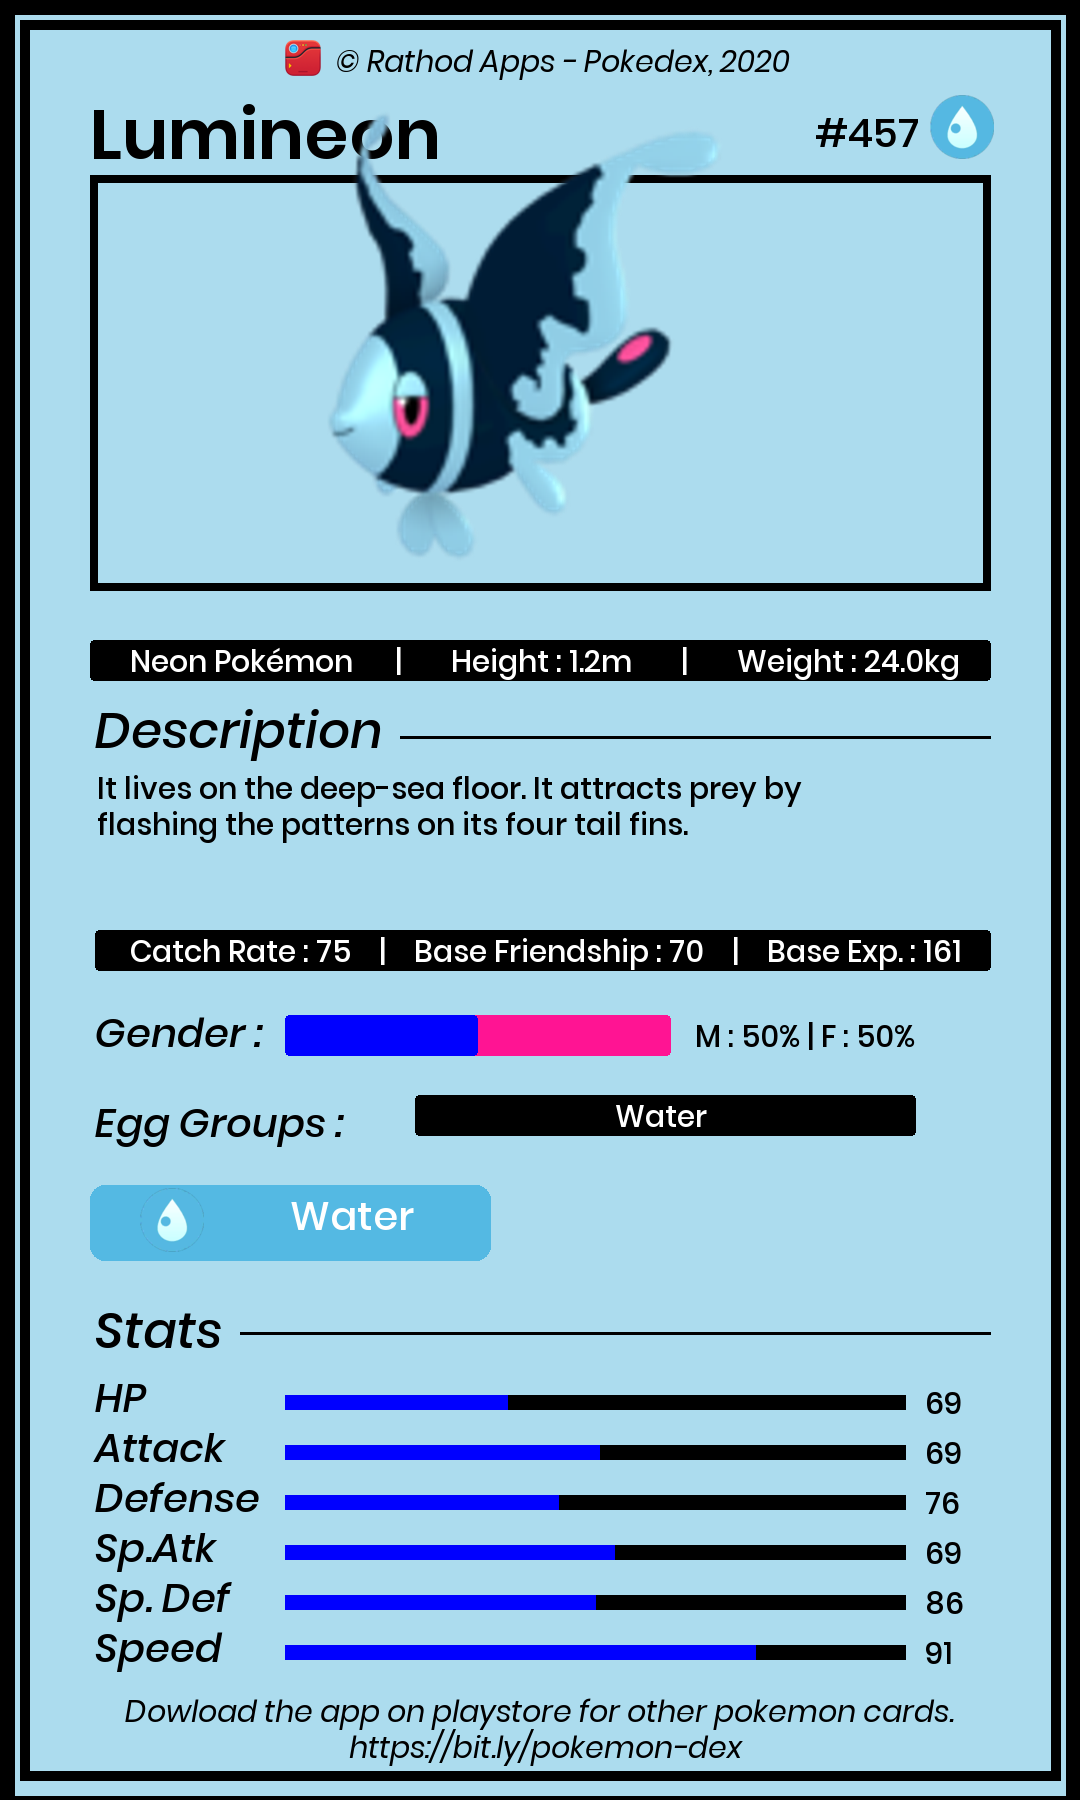 © Rathod Apps - Pokedex, 2020
Lumineon #457
Neon Pokémon | Height : 1.2m | Weight : 24.0kg
Description
It lives on the deep-sea floor. It attracts prey by
flashing the patterns on its four tail fins.
Catch Rate : 75 | Base Friendship : 70 | Base Exp. : 161
Gender : M : 50% | F : 50%
Egg Groups : Water
Water
Stats
HP 69
Attack 69
Defense 76
Sp.Atk 69
Sp. Def 86
Speed 91
Dowload the app on playstore for other pokemon cards.
https://bit.ly/pokemon-dex